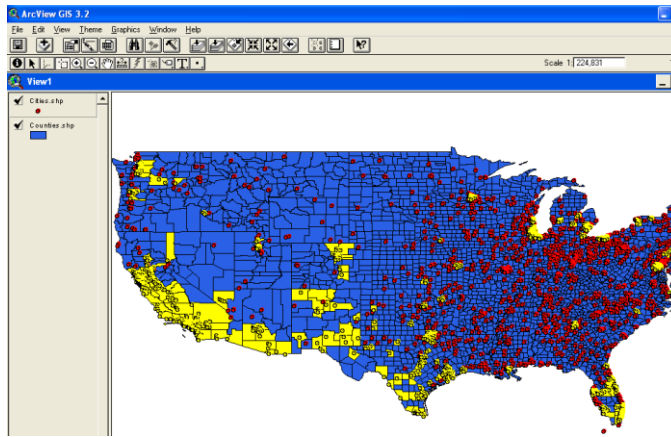 ArcView GIS 3.2
File Edit View Theme Graphics Window Help
Scale 1: 224,831
View1
Cities.shp
Counties.shp